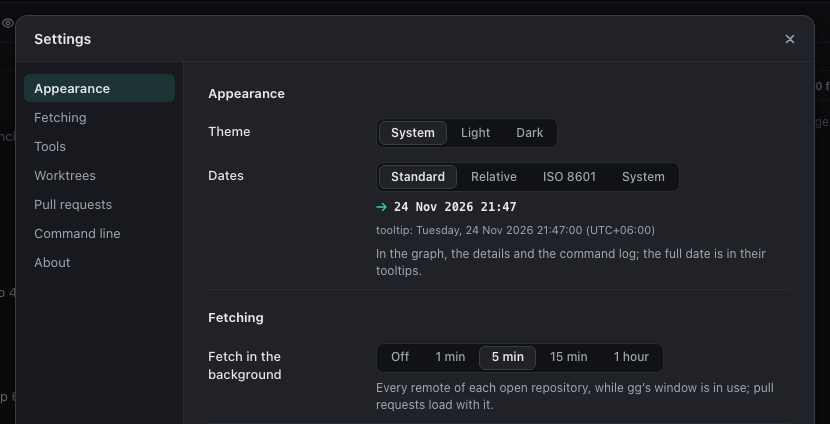 Settings
Appearance
Fetching
Tools
Worktrees
Pull requests
Command line
About
Appearance
Theme
System Light Dark
Dates
Standard Relative ISO 8601 System
→ 24 Nov 2026 21:47
tooltip: Tuesday, 24 Nov 2026 21:47:00 (UTC+06:00)
In the graph, the details and the command log; the full date is in their
tooltips.
Fetching
Fetch in the
background
Off 1 min 5 min 15 min 1 hour
Every remote of each open repository, while gg's window is in use; pull
requests load with it.